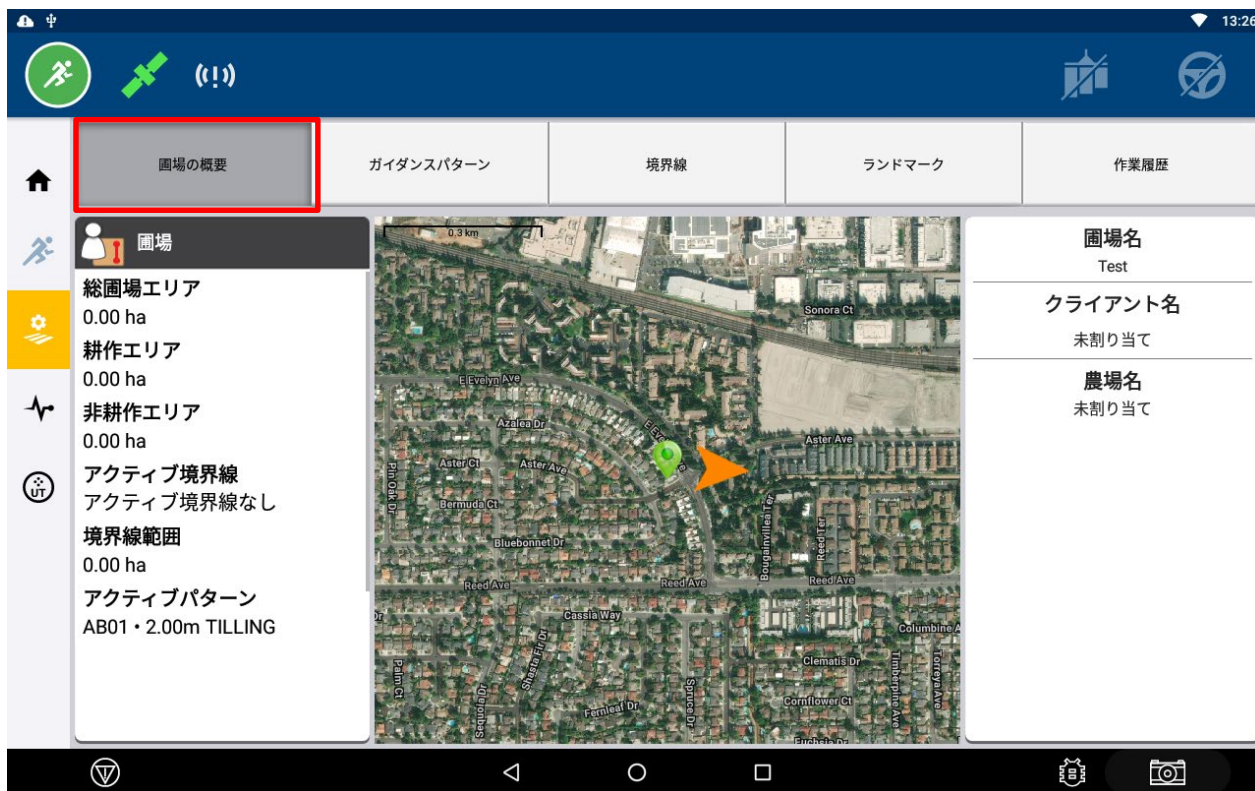 13:26
圃場の概要
ガイダンスパターン
境界線
ランドマーク
作業履歴
圃場
総圃場エリア
0.00 ha
耕作エリア
0.00 ha
非耕作エリア
0.00 ha
アクティブ境界線
アクティブ境界線なし
境界線範囲
0.00 ha
アクティブパターン
AB01・2.00m TILLING
0.3 km
Sonora Ct
E Evelyn Ave
Azalea Dr
Aster Ave
Aster Ct
Aster Ave
Pin Oak Dr
Bermuda Ct
Bluebonnet Dr
Bougainvillea Ter
Reed Ter
Reed Ave
Reed Ave
Reed Ave
Cassia Way
Columbine A
Shasta Fir Dr
Clematis Dr
Palm Ct
Sequoia Dr
Fernleaf Dr
Spruce Dr
Cornflower Ct
Timberpine Ave
Torreya Ave
Fuchsia Dr
圃場名
Test
クライアント名
未割り当て
農場名
未割り当て
UT